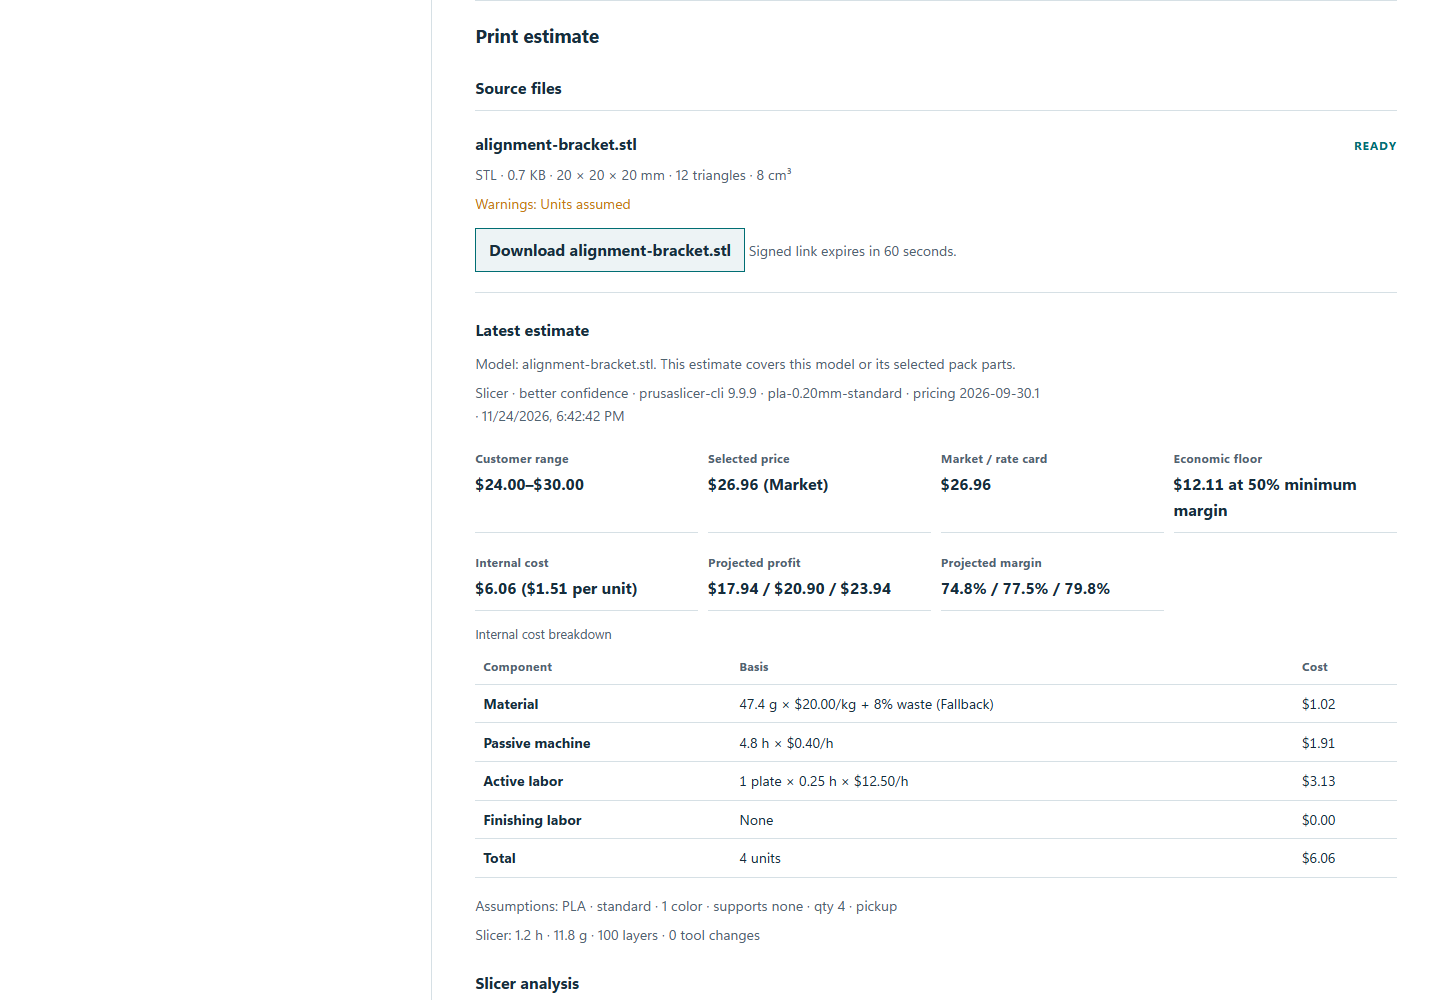 Print estimate
Source files
alignment-bracket.stl
READY
STL · 0.7 KB · 20 × 20 × 20 mm · 12 triangles · 8 cm³
Warnings: Units assumed
Download alignment-bracket.stl Signed link expires in 60 seconds.
Latest estimate
Model: alignment-bracket.stl. This estimate covers this model or its selected pack parts.
Slicer · better confidence · prusaslicer-cli 9.9.9 · pla-0.20mm-standard · pricing 2026-09-30.1
· 11/24/2026, 6:42:42 PM
Customer range
$24.00–$30.00
Selected price
$26.96 (Market)
Market / rate card
$26.96
Economic floor
$12.11 at 50% minimum
margin
Internal cost
$6.06 ($1.51 per unit)
Projected profit
$17.94 / $20.90 / $23.94
Projected margin
74.8% / 77.5% / 79.8%
Internal cost breakdown
Component Basis Cost
Material 47.4 g × $20.00/kg + 8% waste (Fallback) $1.02
Passive machine 4.8 h × $0.40/h $1.91
Active labor 1 plate × 0.25 h × $12.50/h $3.13
Finishing labor None $0.00
Total 4 units $6.06
Assumptions: PLA · standard · 1 color · supports none · qty 4 · pickup
Slicer: 1.2 h · 11.8 g · 100 layers · 0 tool changes
Slicer analysis